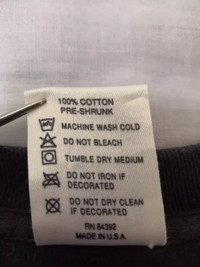 100% COTTON
PRE-SHRUNK
MACHINE WASH COLD
DO NOT BLEACH
TUMBLE DRY MEDIUM
DO NOT IRON IF
DECORATED
DO NOT DRY CLEAN
IF DECORATED
RN 84392
MADE IN U.S.A.